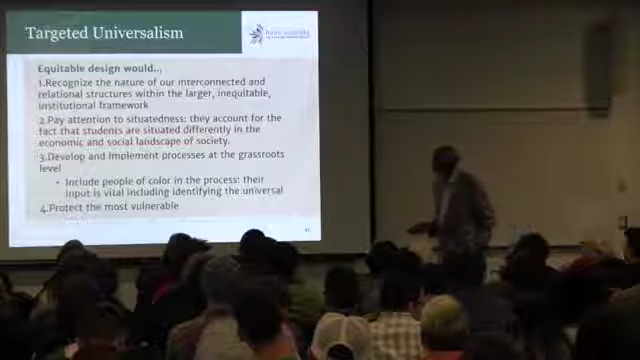 Targeted Universalism
Equitable design would...
1.Recognize the nature of our interconnected and
relational structures within the larger, inequitable,
institutional framework
2.Pay attention to situatedness: they account for the
fact that students are situated differently in the
economic and social landscape of society.
3.Develop and implement processes at the grassroots
level
• Include people of color in the process: their
input is vital including identifying the universal
4.Protect the most vulnerable